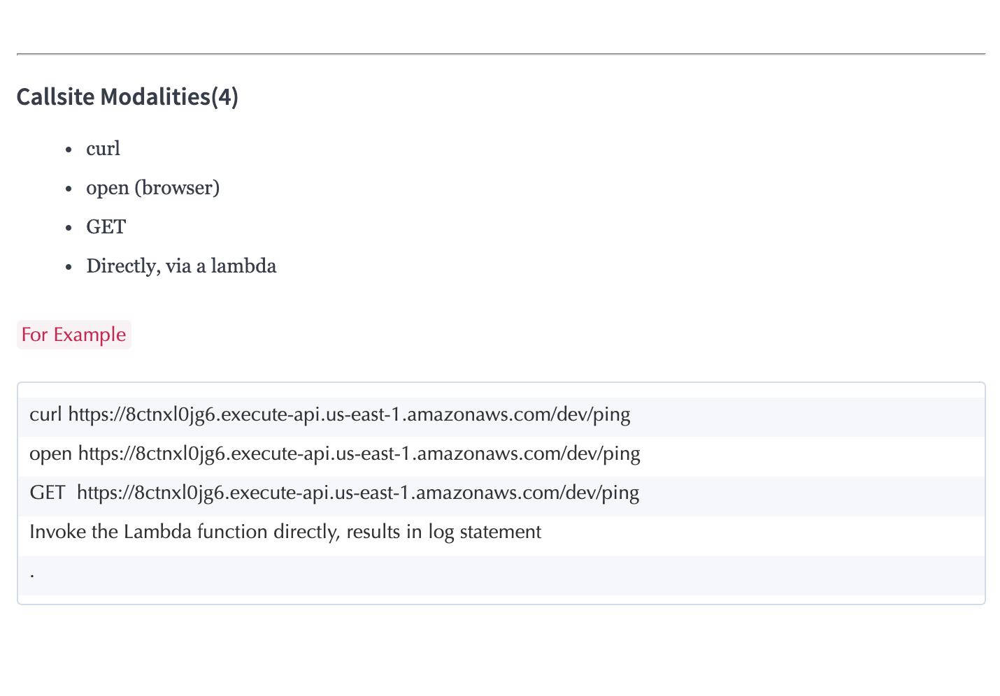 Callsite Modalities(4)
• curl
• open (browser)
• GET
• Directly, via a lambda
For Example
curl https://8ctnxl0jg6.execute-api.us-east-1.amazonaws.com/dev/ping
open https://8ctnxl0jg6.execute-api.us-east-1.amazonaws.com/dev/ping
GET  https://8ctnxl0jg6.execute-api.us-east-1.amazonaws.com/dev/ping
Invoke the Lambda function directly, results in log statement
.